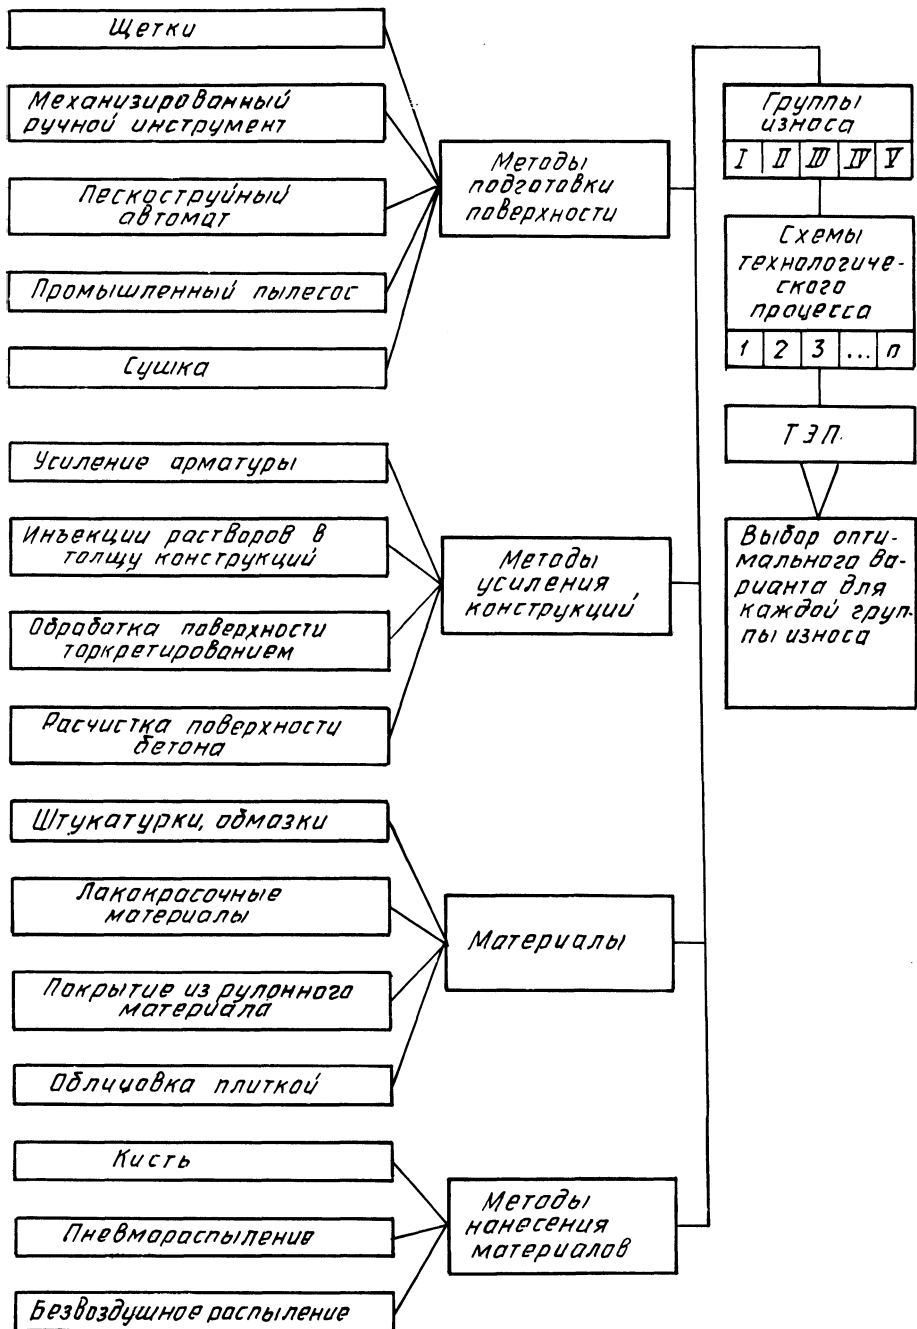 Щетки
Механизированный
ручной инструмент
Пескоструйный
автомат
Промышленный пылесос
Сушка
Методы
подготовки
поверхности
Усиление арматуры
Инъекции растворов в
толщу конструкций
Обработка поверхности
торкретированием
Расчистка поверхности
бетона
Методы
усиления
конструкций
Штукатурки, обмазки
Лакокрасочные
материалы
Покрытие из рулонного
материала
Облицовка плиткой
Материалы
Кисть
Пневмораспыление
Безвоздушное распыление
Методы
нанесения
материалов
Группы
износа
I II III IV V
Схемы
технологиче-
ского
процесса
1 2 3 ... n
ТЭП.
Выбор опти-
мального ва-
рианта для
каждой груп-
пы износа